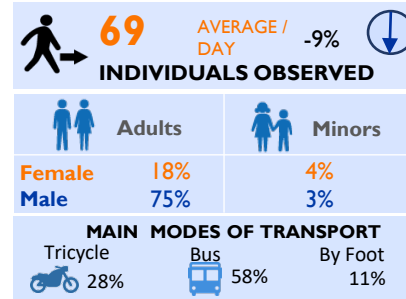 69 AVERAGE / DAY -9%
INDIVIDUALS OBSERVED
Adults Minors
Female 18% 4%
Male 75% 3%
MAIN MODES OF TRANSPORT
Tricycle Bus By Foot
28% 58% 11%